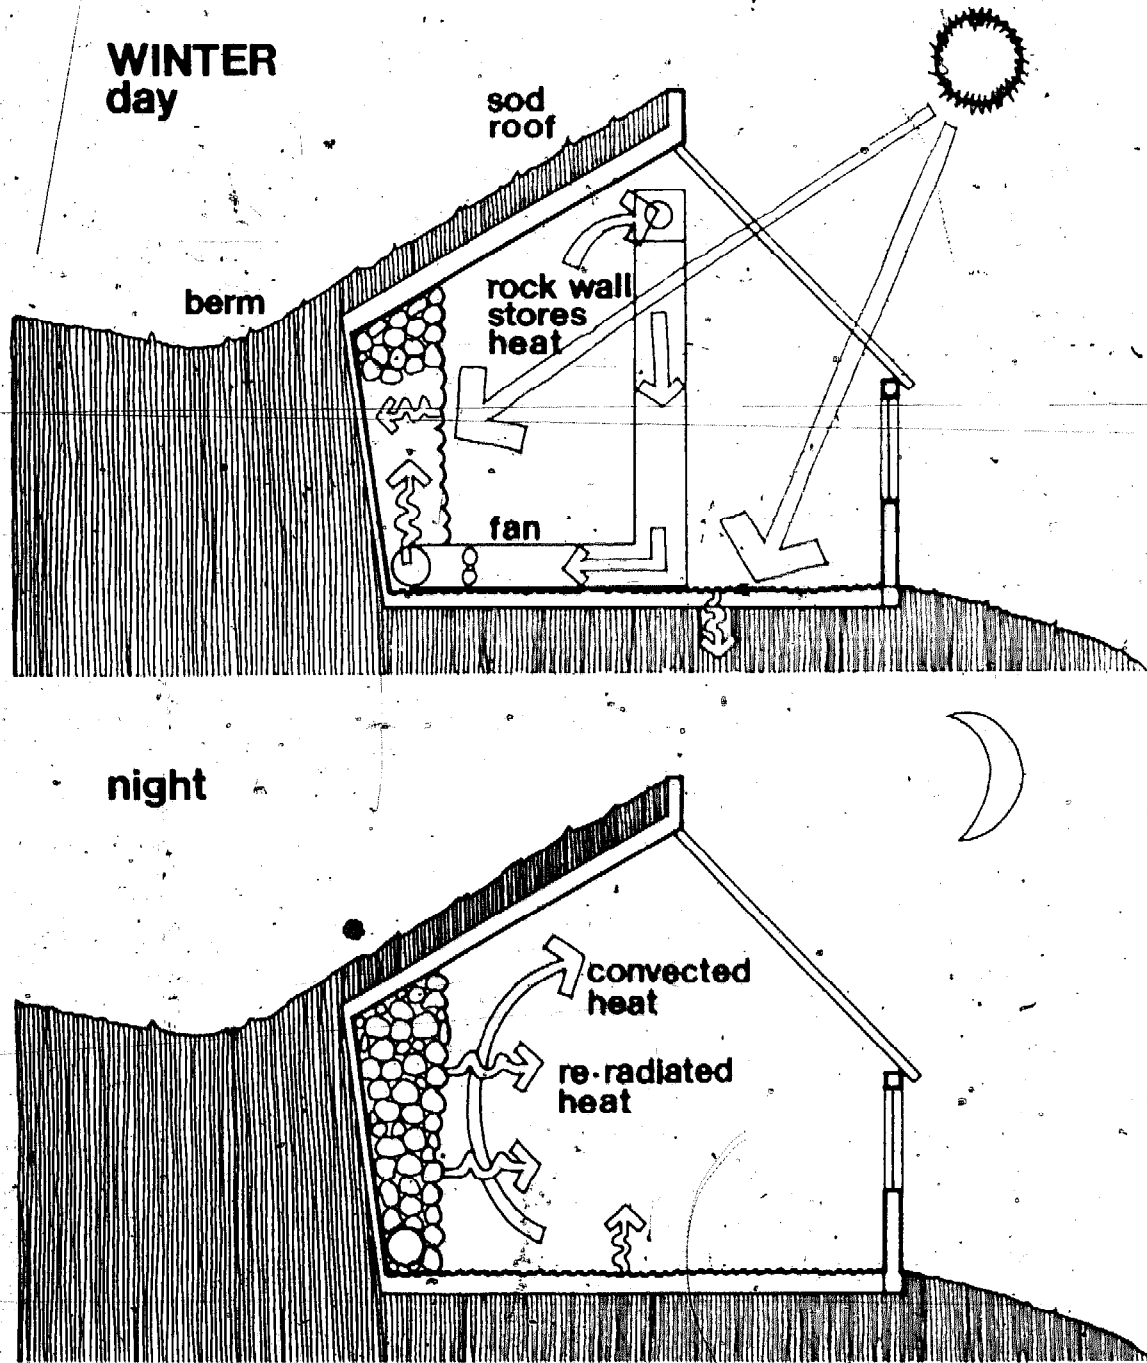 WINTER
day
sod
roof
berm
rock wall
stores
heat
fan
night
convected
heat
re-radiated
heat